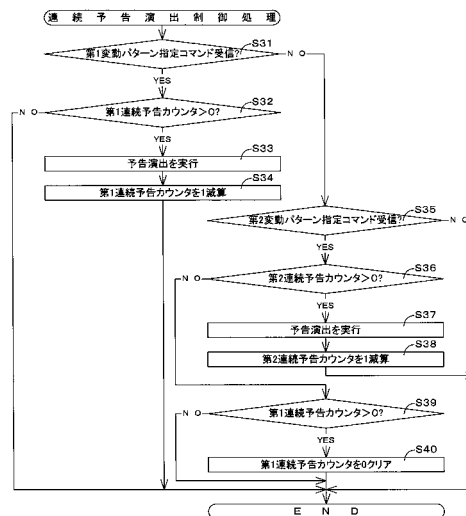 連続予告演出制御処理
S31
第1変動パターン指定コマンド受信?
NO
YES
S32
NO
第1連続予告カウンタ>0?
YES
S33
予告演出を実行
S34
第1連続予告カウンタを1減算
S35
第2変動パターン指定コマンド受信?
NO
YES
S36
NO
第2連続予告カウンタ>0?
YES
S37
予告演出を実行
S38
第2連続予告カウンタを1減算
S39
NO
第1連続予告カウンタ>0?
YES
S40
第1連続予告カウンタを0クリア
END